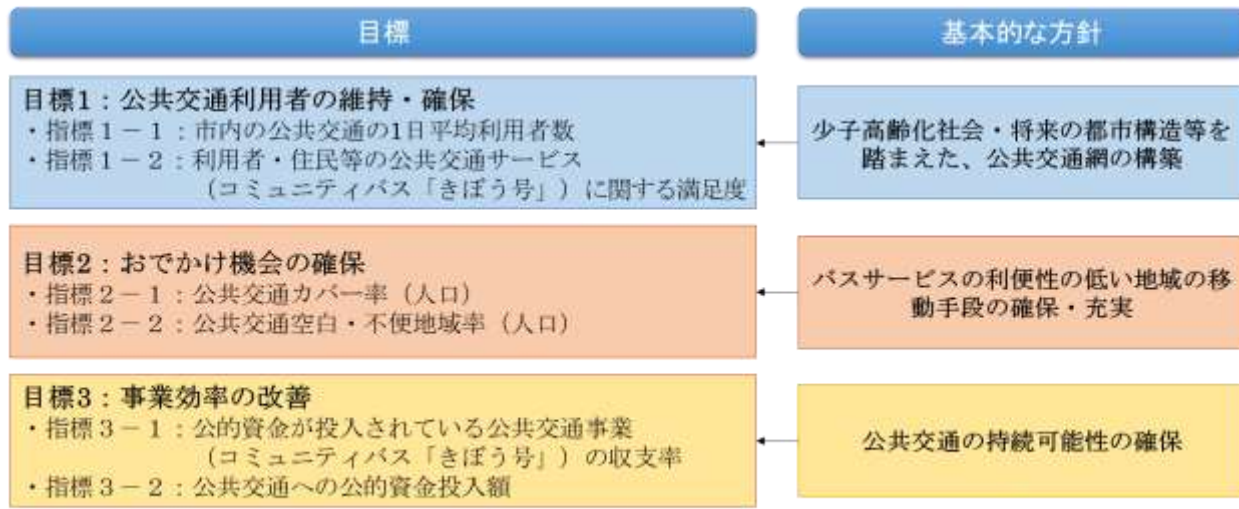 目標
基本的な方針
目標1：公共交通利用者の維持・確保
・指標１－１：市内の公共交通の1日平均利用者数
・指標１－２：利用者・住民等の公共交通サービス
（コミュニティバス「きぼう号」）に関する満足度
少子高齢化社会・将来の都市構造等を
踏まえた、公共交通網の構築
目標2：おでかけ機会の確保
・指標２－１：公共交通カバー率（人口）
・指標２－２：公共交通空白・不便地域率（人口）
バスサービスの利便性の低い地域の移
動手段の確保・充実
目標3：事業効率の改善
・指標３－１：公的資金が投入されている公共交通事業
（コミュニティバス「きぼう号」）の収支率
・指標３－２：公共交通への公的資金投入額
公共交通の持続可能性の確保